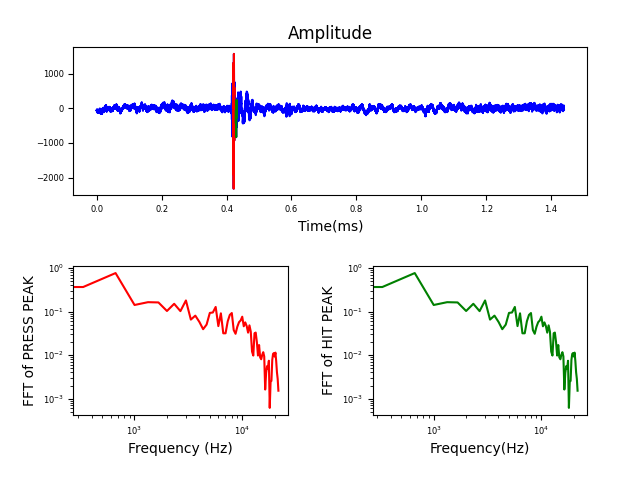 Amplitude
1000
0
−1000
−2000
0.0 0.2 0.4 0.6 0.8 1.0 1.2 1.4
Time(ms)
FFT of PRESS PEAK
10⁰
10⁻¹
10⁻²
10⁻³
10³ 10⁴
Frequency (Hz)
FFT of HIT PEAK
10⁰
10⁻¹
10⁻²
10⁻³
10³ 10⁴
Frequency(Hz)